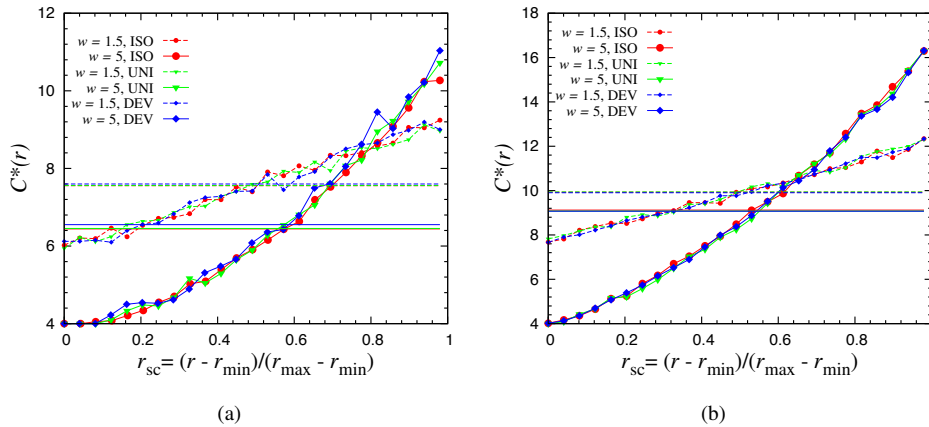 12
10
8
6
4
0
0.2
0.4
0.6
0.8
1
C*(r)
w = 1.5, ISO
w = 5, ISO
w = 1.5, UNI
w = 5, UNI
w = 1.5, DEV
w = 5, DEV
r_sc= (r - r_min)/(r_max - r_min)
(a)
18
16
14
12
10
8
6
4
0
0.2
0.4
0.6
0.8
C*(r)
w = 1.5, ISO
w = 5, ISO
w = 1.5, UNI
w = 5, UNI
w = 1.5, DEV
w = 5, DEV
r_sc= (r - r_min)/(r_max - r_min)
(b)